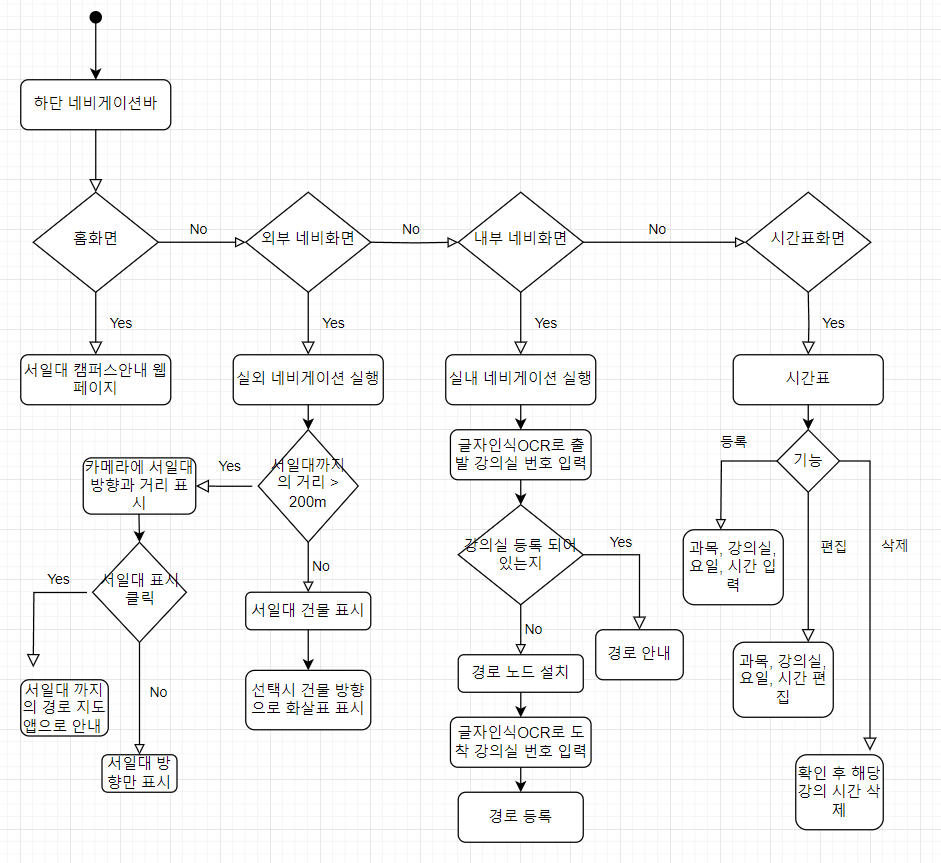 하단 네비게이션바
홈화면
No
외부 네비화면
No
내부 네비화면
No
시간표화면
Yes
Yes
Yes
Yes
서일대 캠퍼스안내 웹
페이지
실외 네비게이션 실행
실내 네비게이션 실행
시간표
카메라에 서일대
방향과 거리 표
시
Yes
서일대까지
의 거리 >
200m
글자인식OCR로 출
발 강의실 번호 입력
등록
기능
편집
삭제
Yes
서일대 표시
클릭
No
서일대 건물 표시
강의실 등록 되어
있는지
Yes
과목, 강의실,
요일, 시간 입
력
No
경로 안내
서일대 까지
의 경로 지도
앱으로 안내
No
서일대 방
향만 표시
선택시 건물 방향
으로 화살표 표시
경로 노드 설치
글자인식OCR로 도
착 강의실 번호 입력
경로 등록
과목, 강의실,
요일, 시간 편
집
확인 후 해당
강의 시간 삭
제